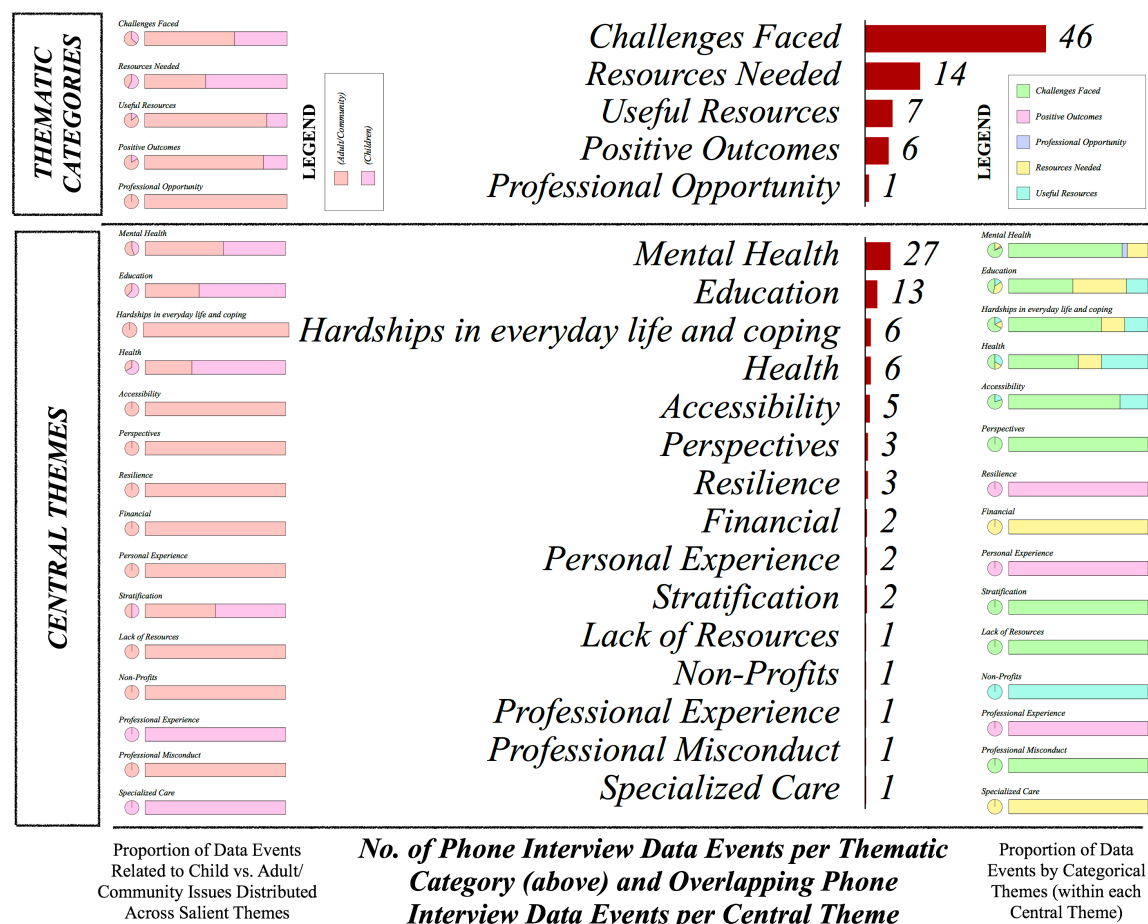 THEMATIC
CATEGORIES
Challenges Faced
Resources Needed
Useful Resources
Positive Outcomes
Professional Opportunity
LEGEND
(Adult/Community)
(Children)
Challenges Faced 46
Resources Needed 14
Useful Resources 7
Positive Outcomes 6
Professional Opportunity 1
LEGEND
Challenges Faced
Positive Outcomes
Professional Opportunity
Resources Needed
Useful Resources
CENTRAL THEMES
Mental Health
Education
Hardships in everyday life and coping
Health
Accessibility
Perspectives
Resilience
Financial
Personal Experience
Stratification
Lack of Resources
Non-Profits
Professional Experience
Professional Misconduct
Specialized Care
Mental Health 27
Education 13
Hardships in everyday life and coping 6
Health 6
Accessibility 5
Perspectives 3
Resilience 3
Financial 2
Personal Experience 2
Stratification 2
Lack of Resources 1
Non-Profits 1
Professional Experience 1
Professional Misconduct 1
Specialized Care 1
Mental Health
Education
Hardships in everyday life and coping
Health
Accessibility
Perspectives
Resilience
Financial
Personal Experience
Stratification
Lack of Resources
Non-Profits
Professional Experience
Professional Misconduct
Specialized Care
Proportion of Data Events
Related to Child vs. Adult/
Community Issues Distributed
Across Salient Themes
No. of Phone Interview Data Events per Thematic
Category (above) and Overlapping Phone
Interview Data Events per Central Theme
Proportion of Data
Events by Categorical
Themes (within each
Central Theme)